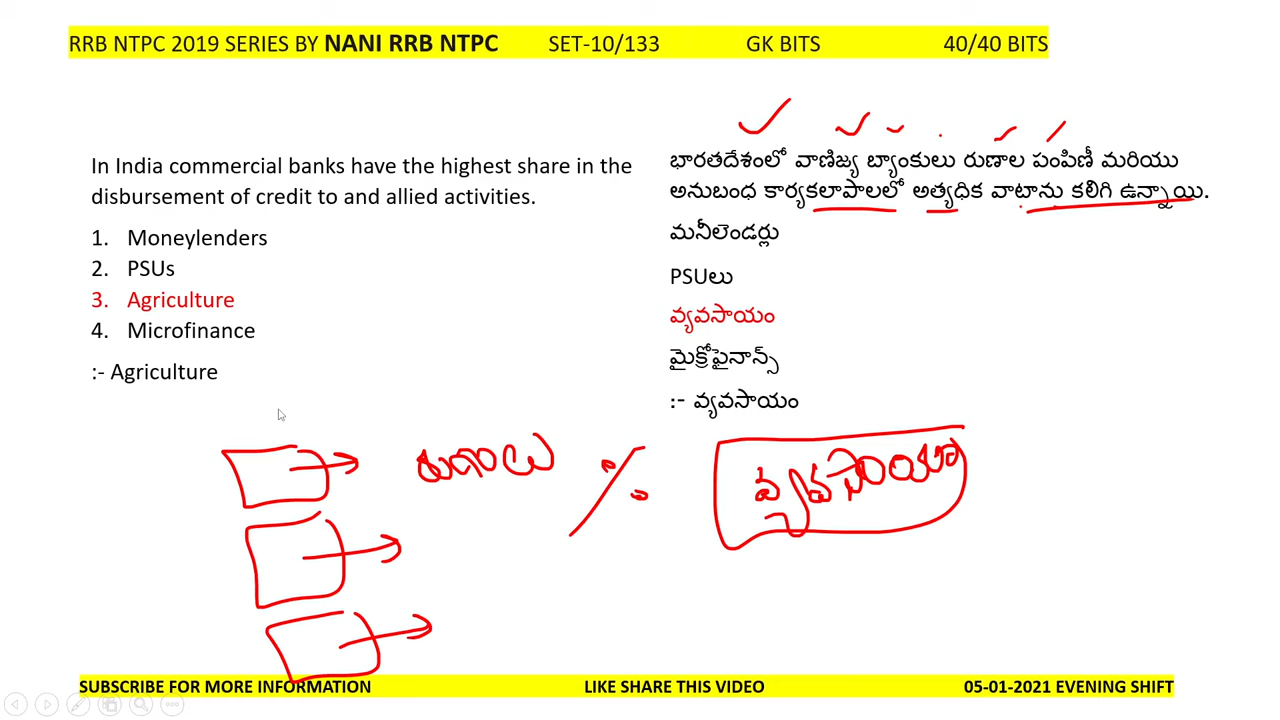 RRB NTPC 2019 SERIES BY NANI RRB NTPC SET-10/133 GK BITS 40/40 BITS
In India commercial banks have the highest share in the
disbursement of credit to and allied activities.
1. Moneylenders
2. PSUs
3. Agriculture
4. Microfinance
:- Agriculture
భారతదేశంలో వాణిజ్య బ్యాంకులు రుణాల పంపిణీ మరియు
అనుబంధ కార్యకలాపాలలో అత్యధిక వాటాను కలిగి ఉన్నాయి.
మనీలెండర్లు
PSUలు
వ్యవసాయం
మైక్రోఫైనాన్స్
:- వ్యవసాయం
రుణాలు % వ్యవసాయా
SUBSCRIBE FOR MORE INFORMATION LIKE SHARE THIS VIDEO 05-01-2021 EVENING SHIFT